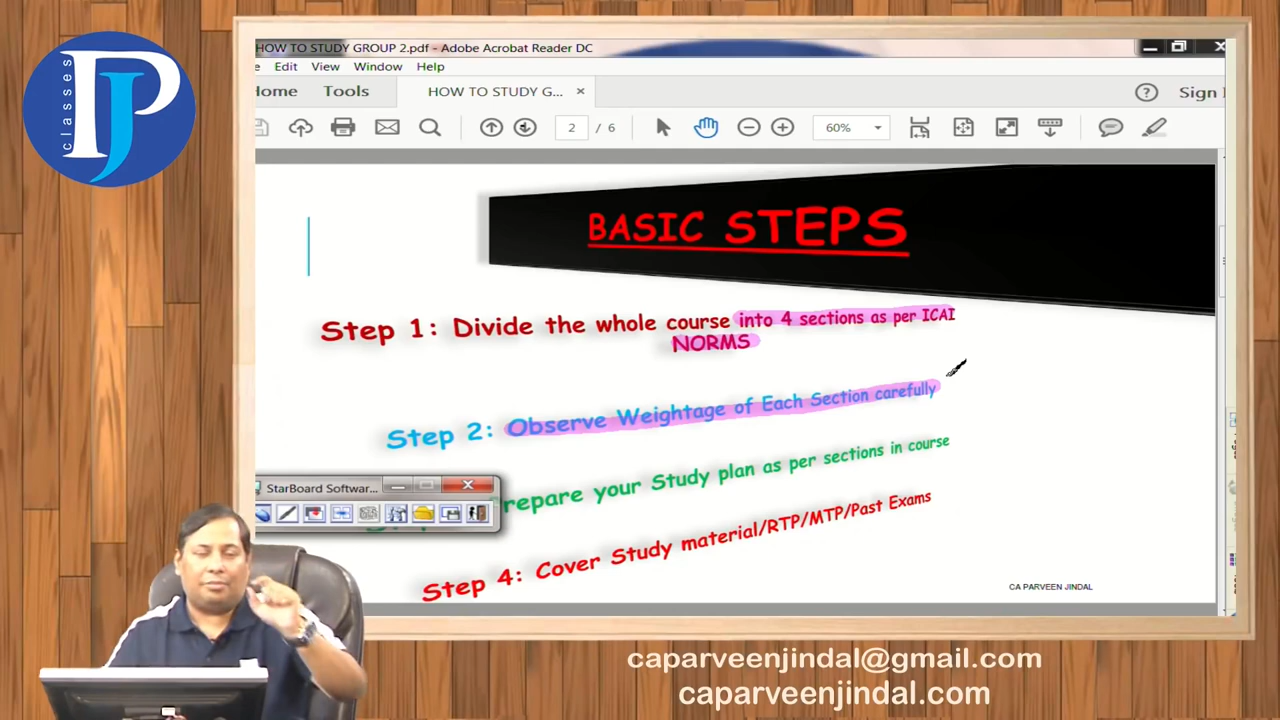 classes
PJ
HOW TO STUDY GROUP 2.pdf - Adobe Acrobat Reader DC
e Edit View Window Help
Home Tools HOW TO STUDY G... × ? Sign
2 / 6 60%
BASIC STEPS
Step 1: Divide the whole course into 4 sections as per ICAI
NORMS
Step 2: Observe Weightage of Each Section carefully
repare your Study plan as per sections in course
StarBoard Softwar...
Step 4: Cover Study material/RTP/MTP/Past Exams
CA PARVEEN JINDAL
caparveenjindal@gmail.com
caparveenjindal.com